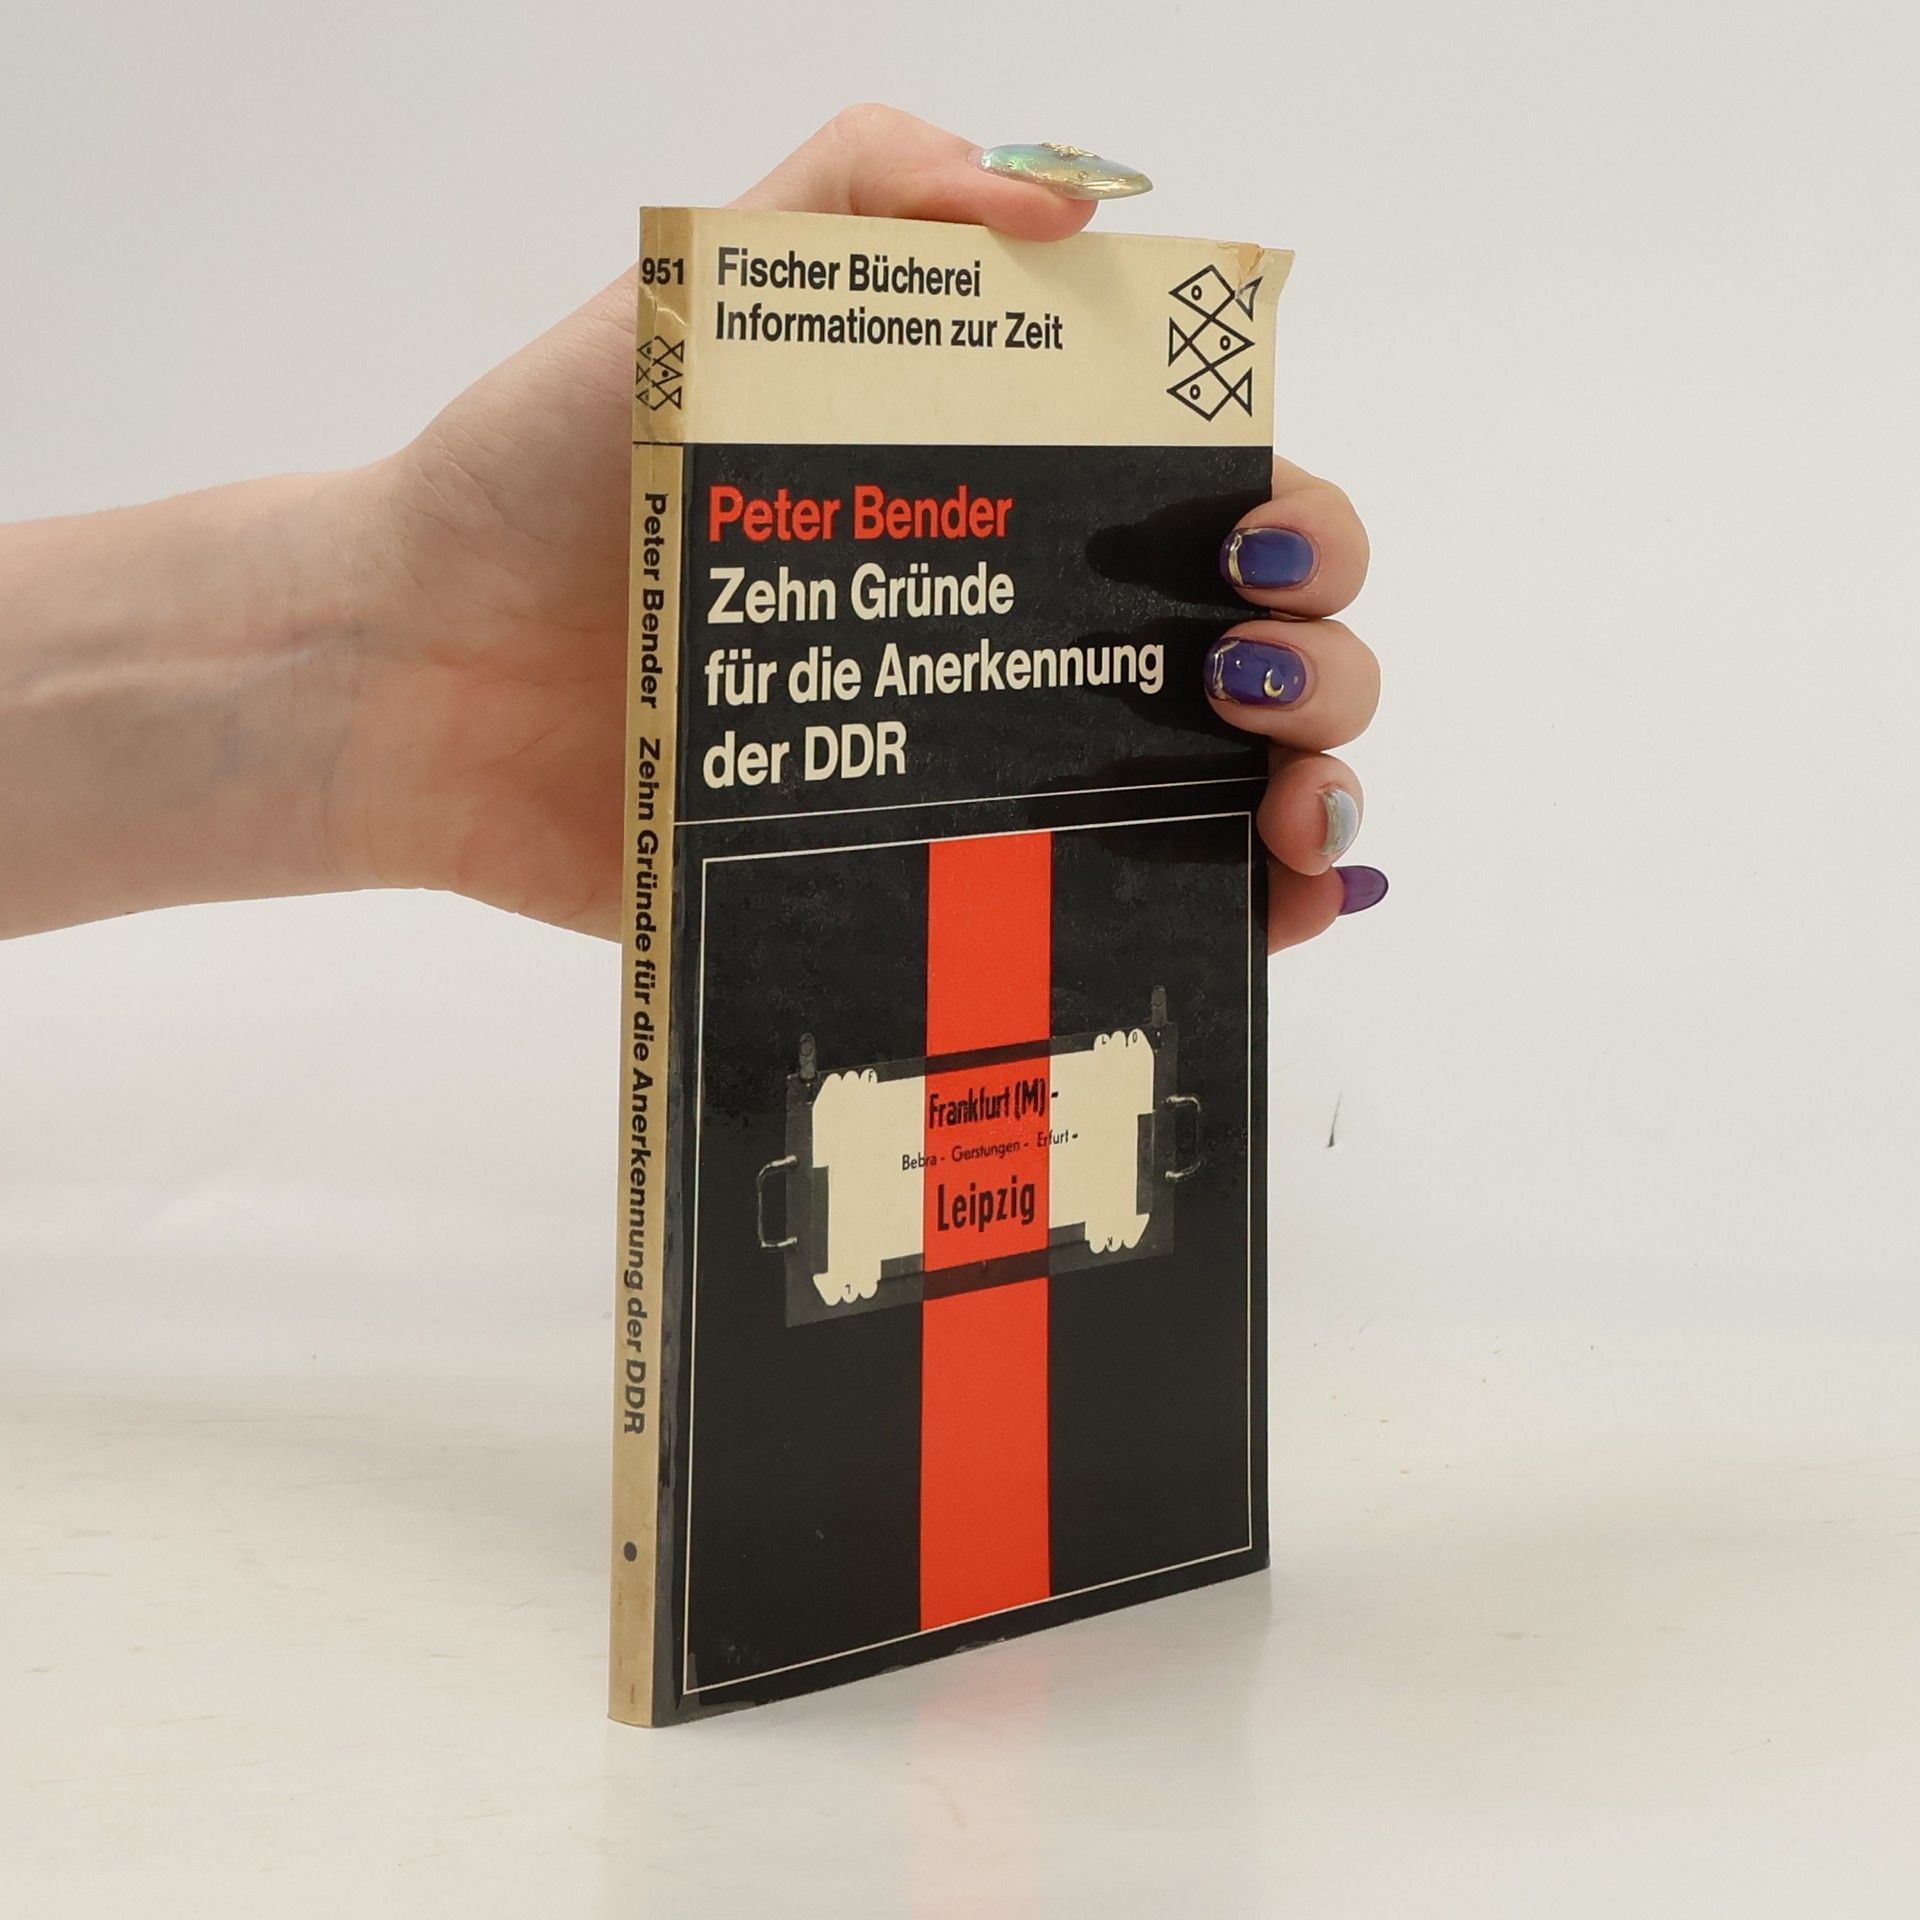 951
Peter Bender Zehn Gründe für die Anerkennung der DDR
Fischer Bücherei
Informationen zur Zeit
Peter Bender
Zehn Gründe
für die Anerkennung
der DDR
Frankfurt (M) -
Bebra - Gerstungen - Erfurt -
Leipzig